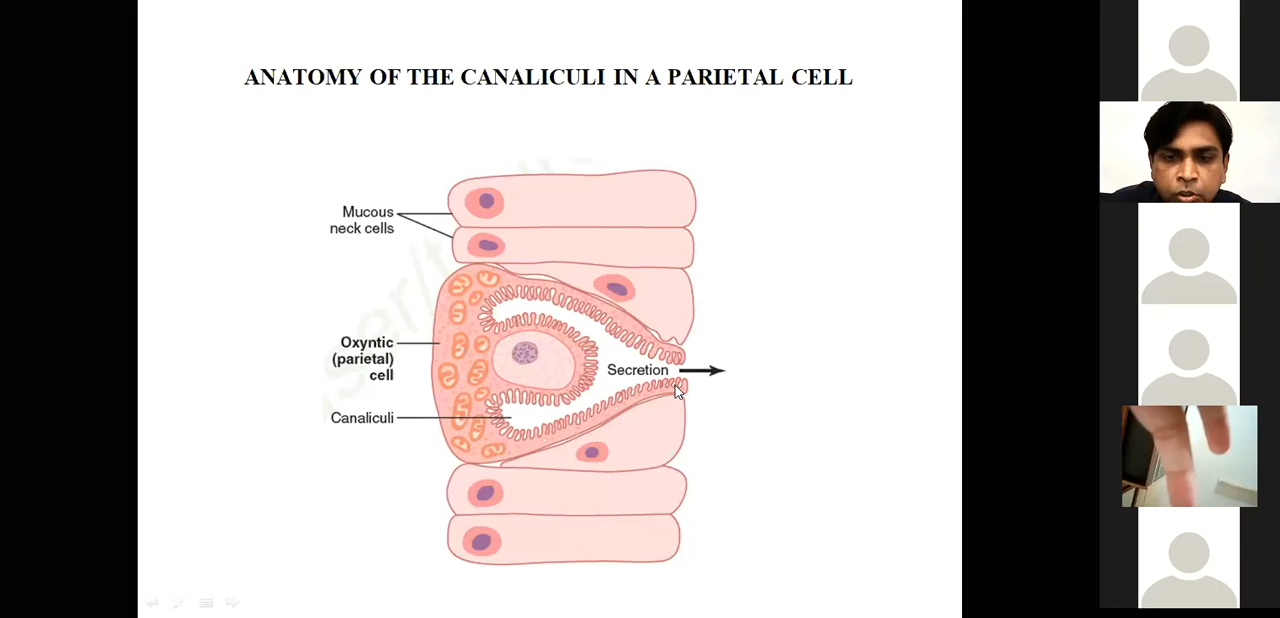 ANATOMY OF THE CANALICULI IN A PARIETAL CELL
Mucous
neck cells
Oxyntic
(parietal)
cell
Secretion
Canaliculi